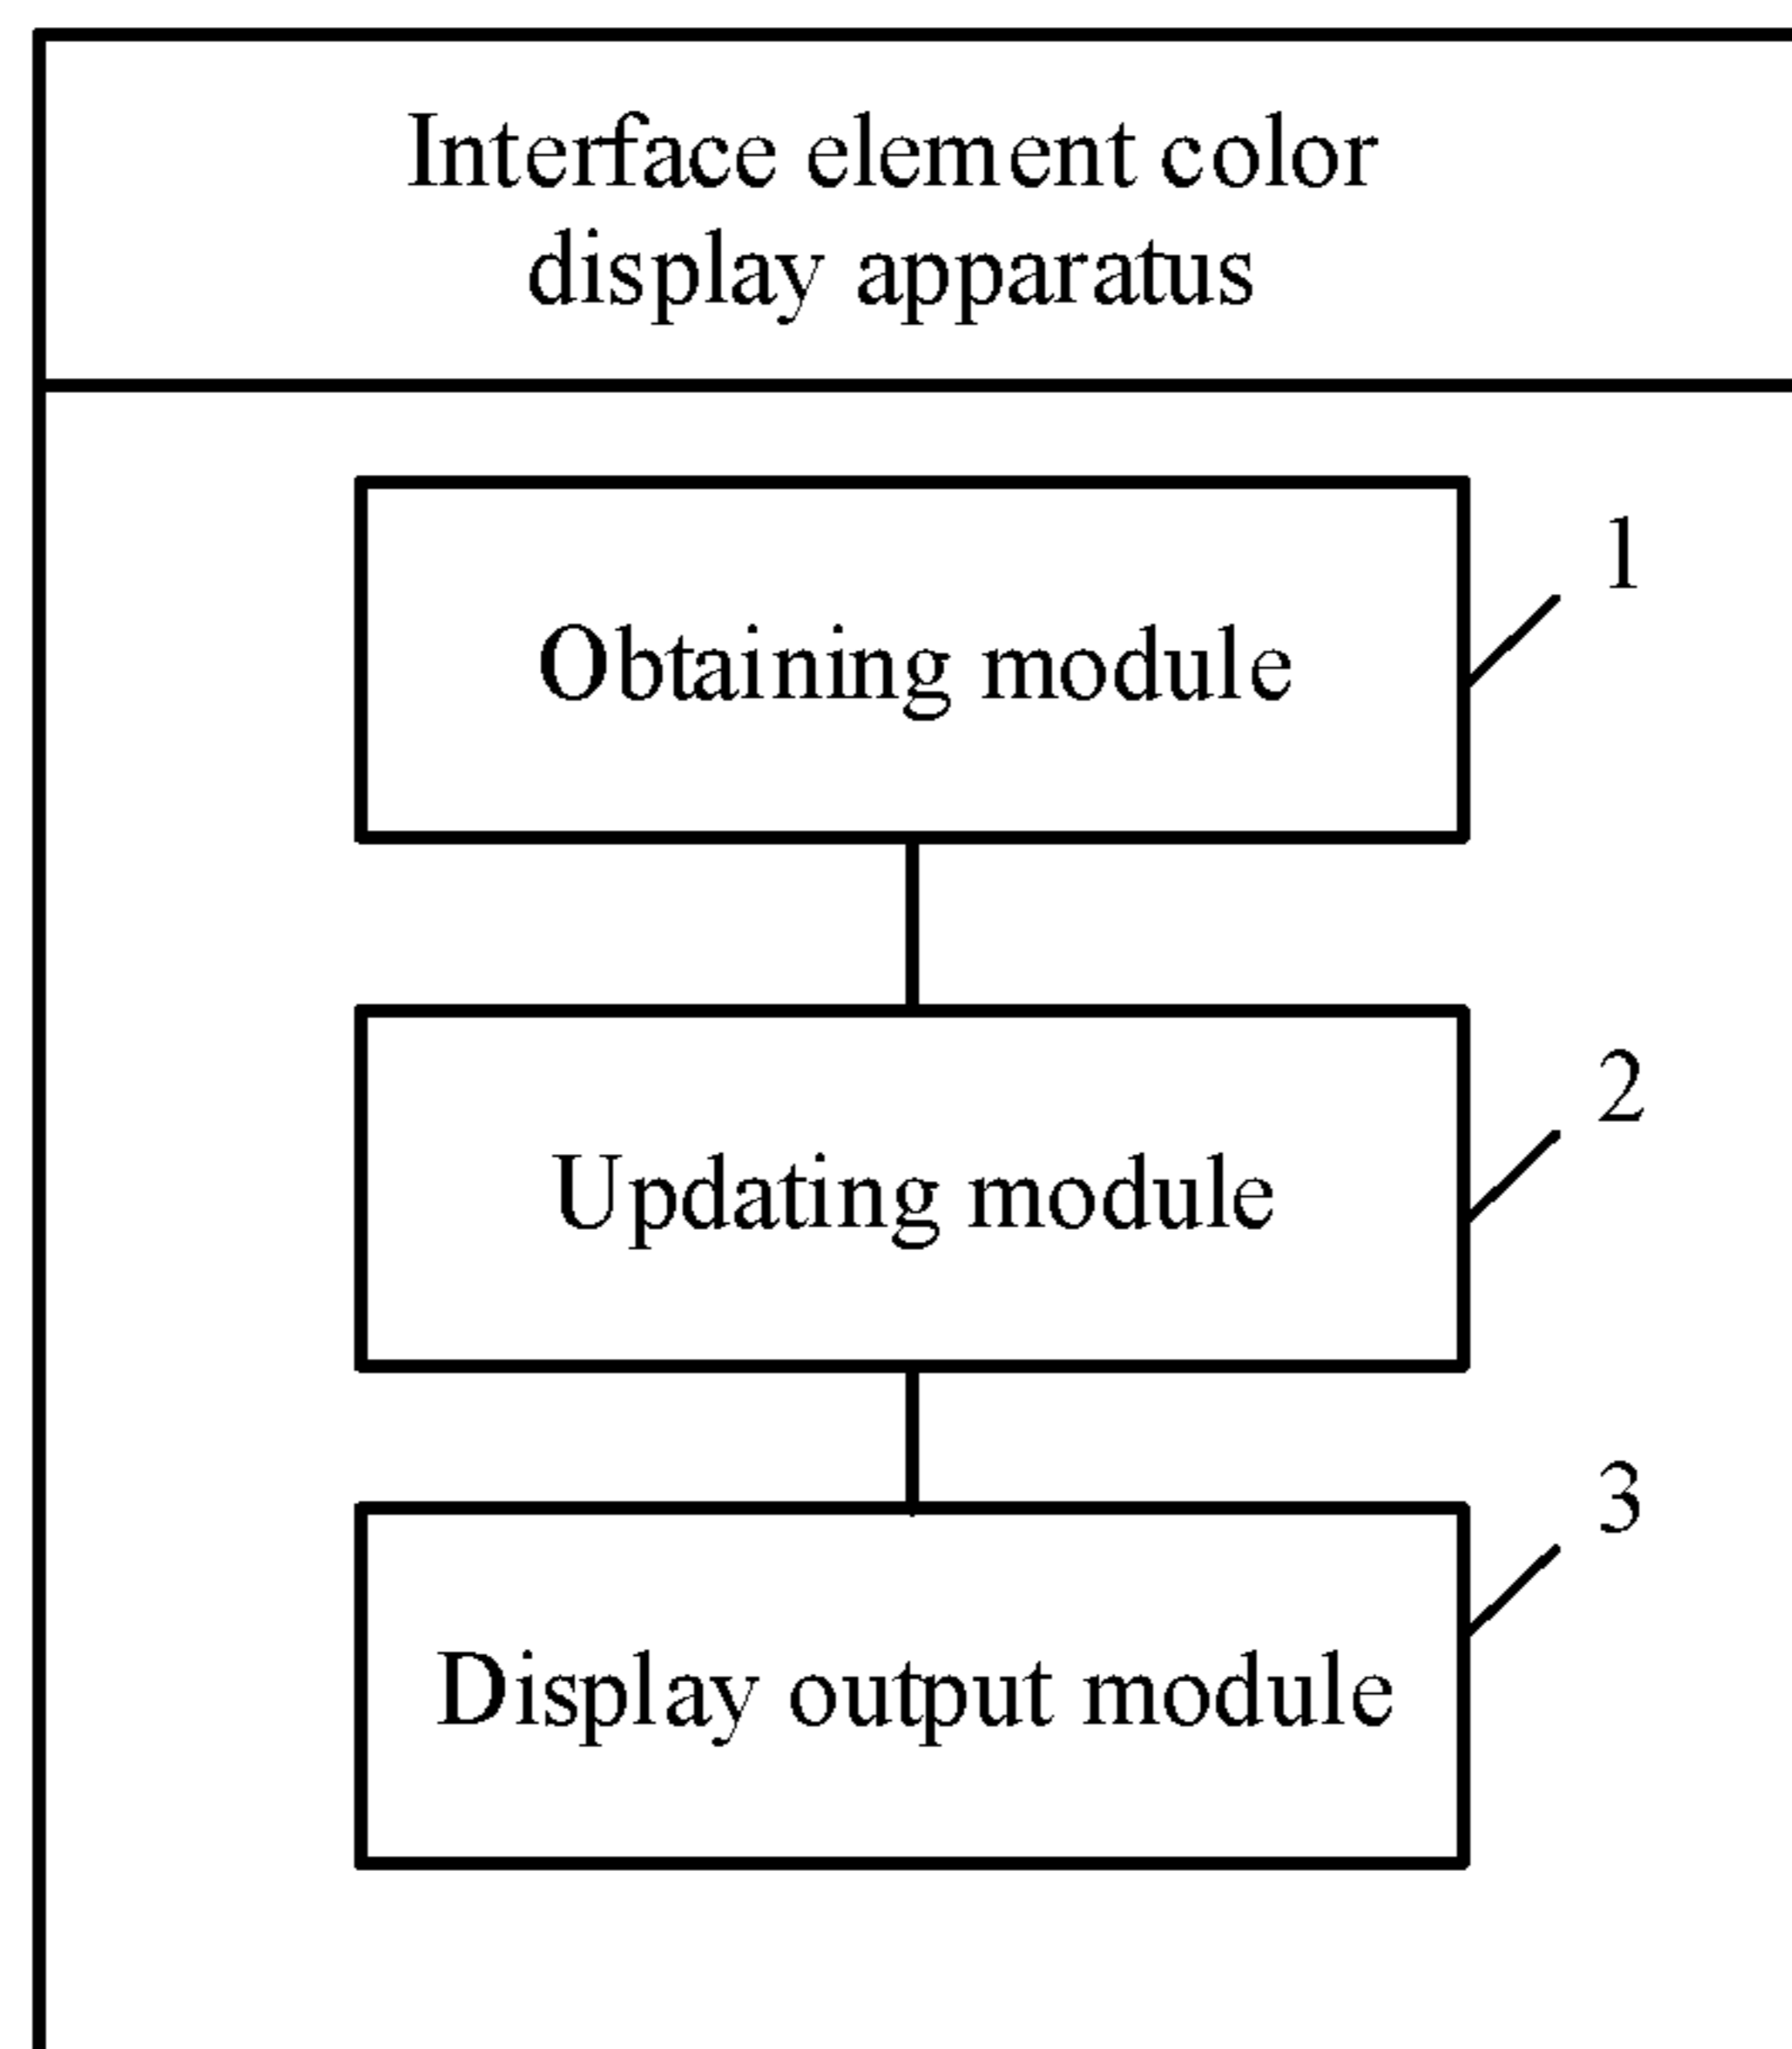 Interface element color
display apparatus
1
Obtaining module
2
Updating module
3
Display output module